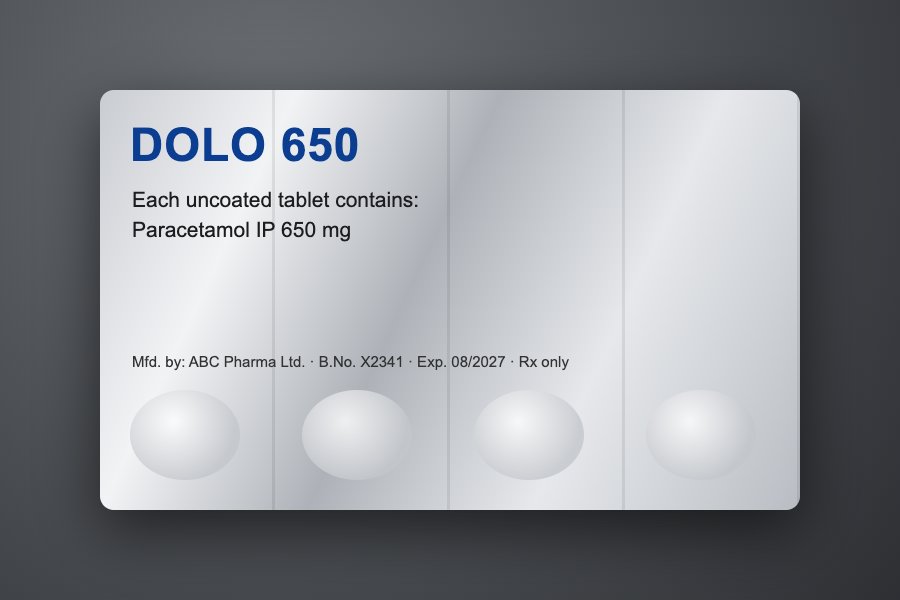 DOLO 650
Each uncoated tablet contains:
Paracetamol IP 650 mg
Mfd. by: ABC Pharma Ltd. · B.No. X2341 · Exp. 08/2027 · Rx only